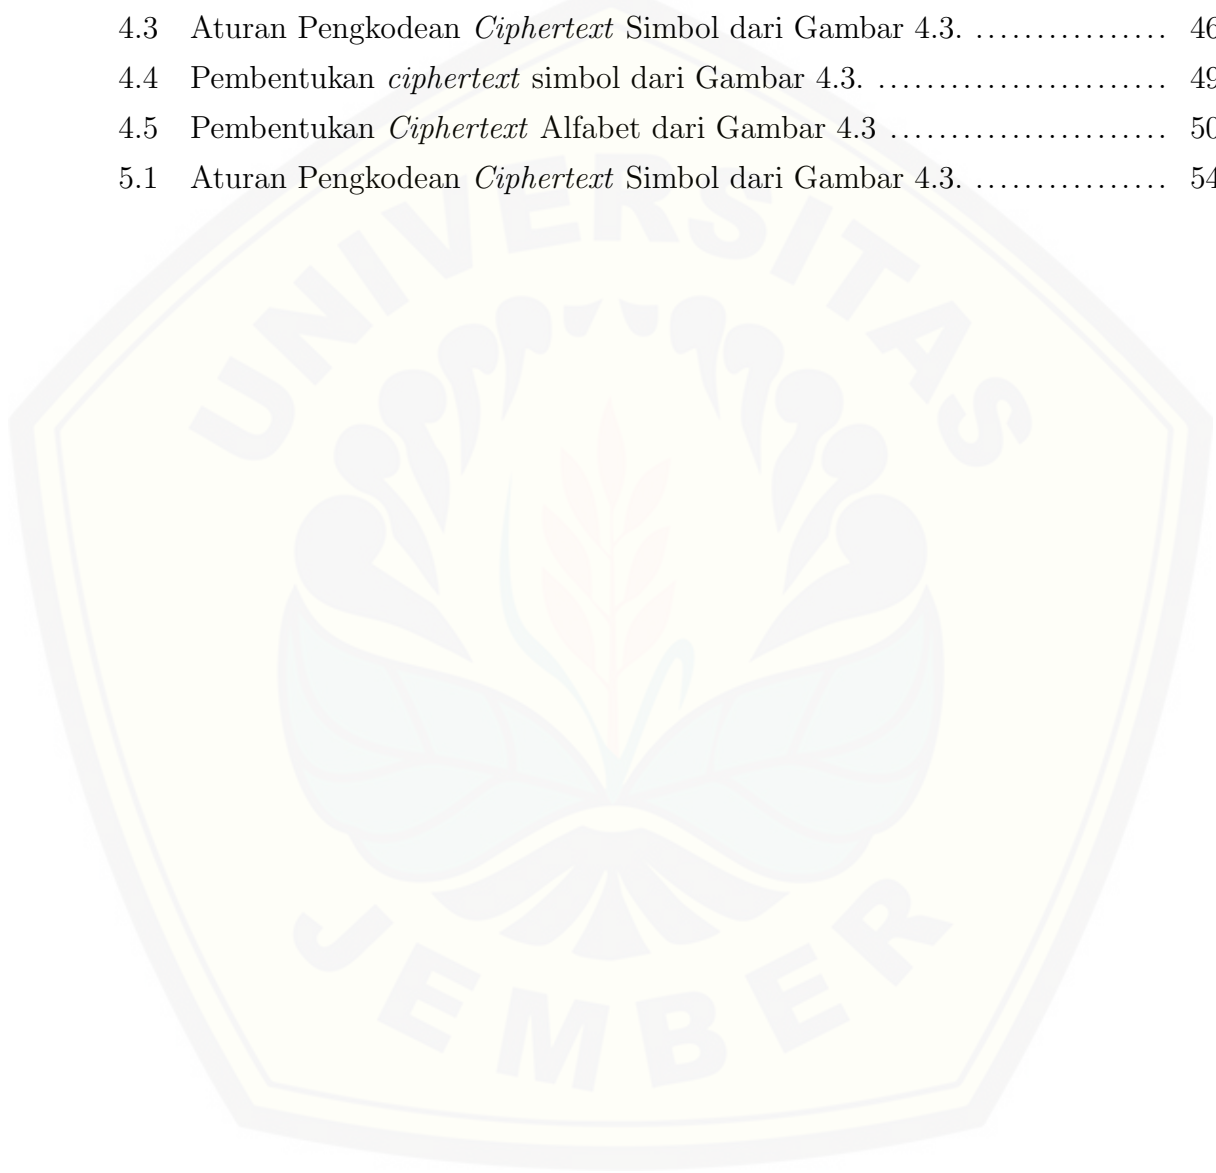 4.3 Aturan Pengkodean Ciphertext Simbol dari Gambar 4.3. ................ 46
4.4 Pembentukan ciphertext simbol dari Gambar 4.3. ........................ 49
4.5 Pembentukan Ciphertext Alfabet dari Gambar 4.3 ....................... 50
5.1 Aturan Pengkodean Ciphertext Simbol dari Gambar 4.3. ................ 54
UNIVERSITAS
JEMBER